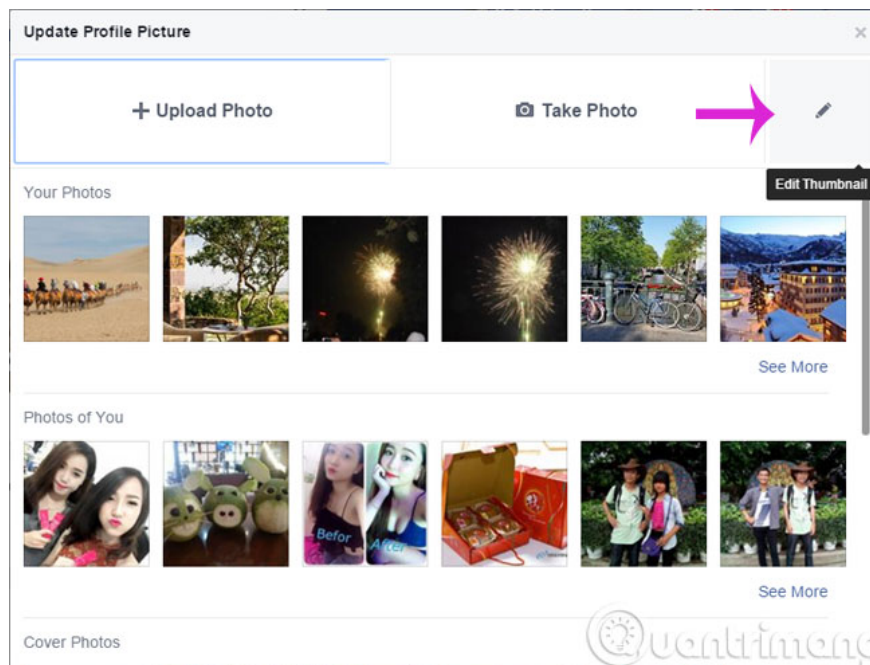 Update Profile Picture
Upload Photo
Take Photo
Edit Thumbnail
Your Photos
See More
Photos of You
Befor
After
See More
Cover Photos
Quantrimang